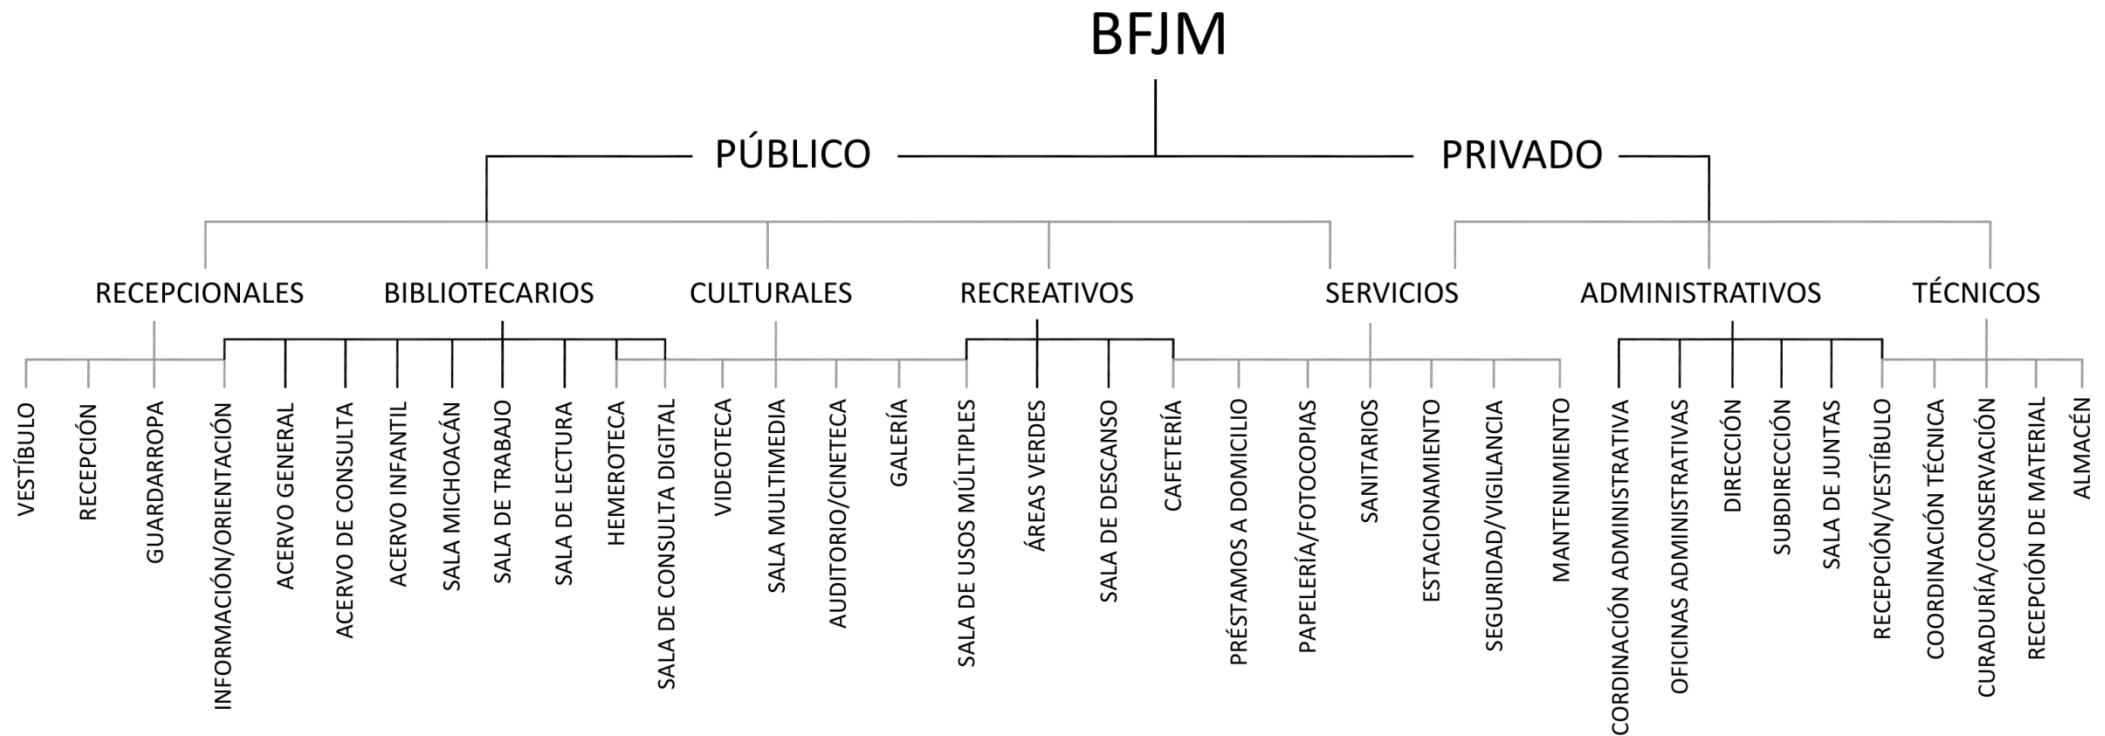 BFJM
PÚBLICO
PRIVADO
RECEPCIONALES
BIBLIOTECARIOS
CULTURALES
RECREATIVOS
SERVICIOS
ADMINISTRATIVOS
TÉCNICOS
VESTÍBULO
RECEPCIÓN
GUARDARROPA
INFORMACIÓN/ORIENTACIÓN
ACERVO GENERAL
ACERVO DE CONSULTA
ACERVO INFANTIL
SALA MICHOACÁN
SALA DE TRABAJO
SALA DE LECTURA
HEMEROTECA
SALA DE CONSULTA DIGITAL
VIDEOTECA
SALA MULTIMEDIA
AUDITORIO/CINETECA
GALERÍA
SALA DE USOS MÚLTIPLES
ÁREAS VERDES
SALA DE DESCANSO
CAFETERÍA
PRÉSTAMOS A DOMICILIO
PAPELERÍA/FOTOCOPIAS
SANITARIOS
ESTACIONAMIENTO
SEGURIDAD/VIGILANCIA
MANTENIMIENTO
CORDINACIÓN ADMINISTRATIVA
OFICINAS ADMINISTRATIVAS
DIRECCIÓN
SUBDIRECCIÓN
SALA DE JUNTAS
RECEPCIÓN/VESTÍBULO
COORDINACIÓN TÉCNICA
CURADURÍA/CONSERVACIÓN
RECEPCIÓN DE MATERIAL
ALMACÉN